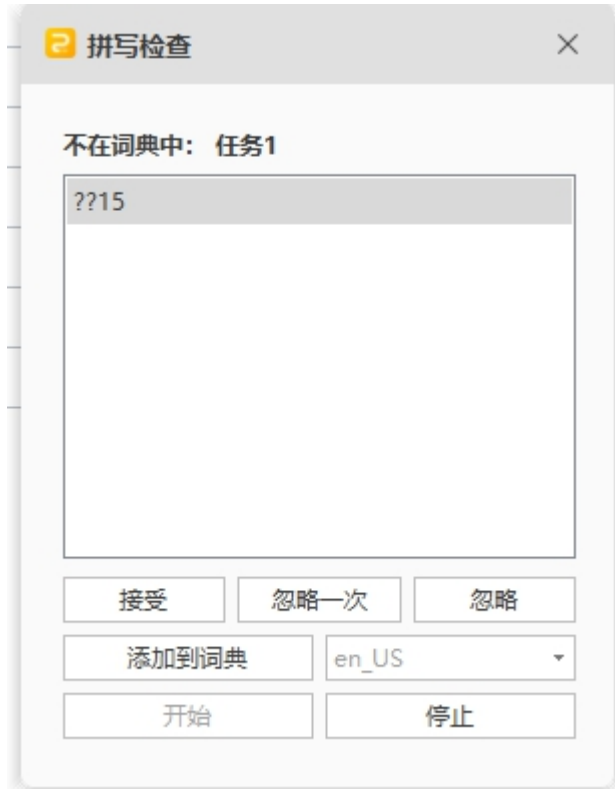 拼写检查
不在词典中： 任务1
??15
接受 忽略一次 忽略
添加到词典 en_US
开始 停止